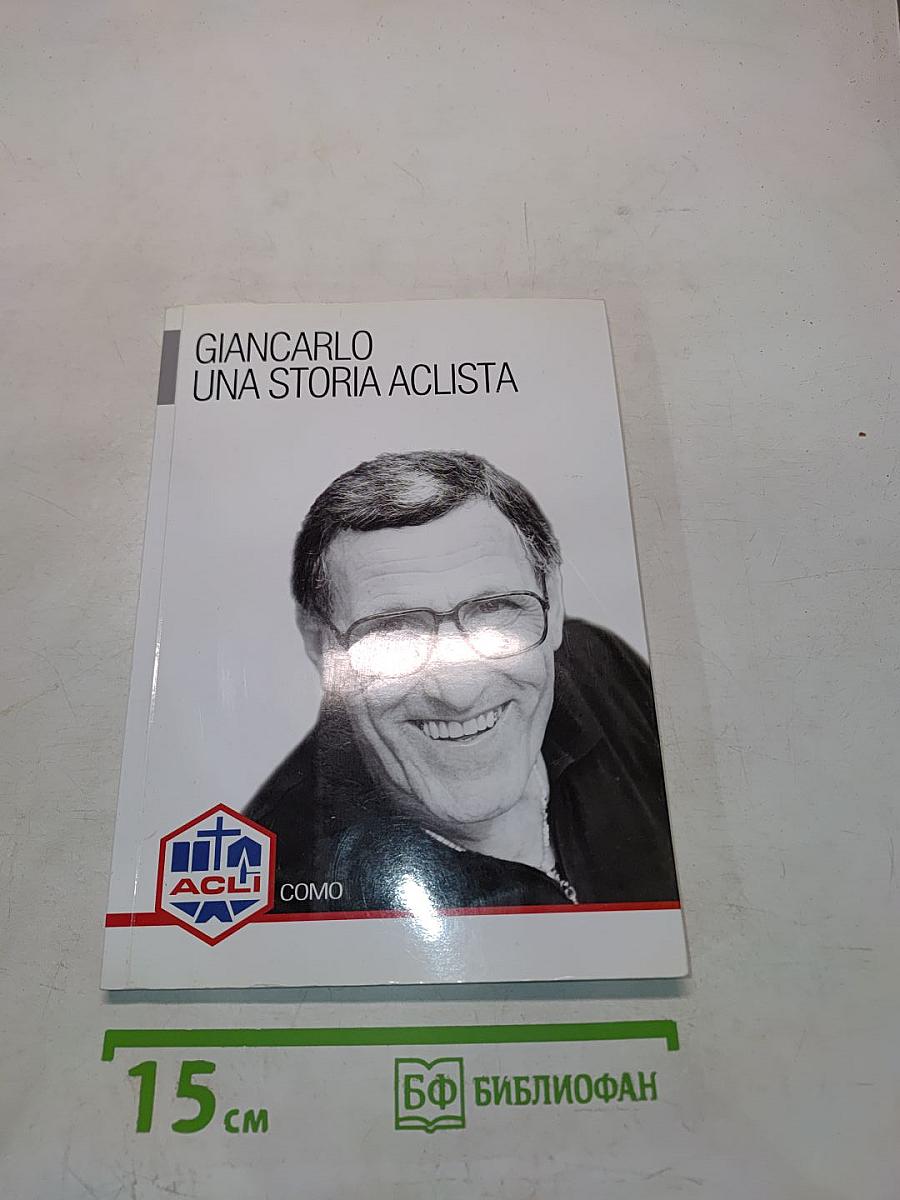 GIANCARLO
UNA STORIA ACLISTA
ACLI
COMO
15 см
БФ БИБЛИОФАН